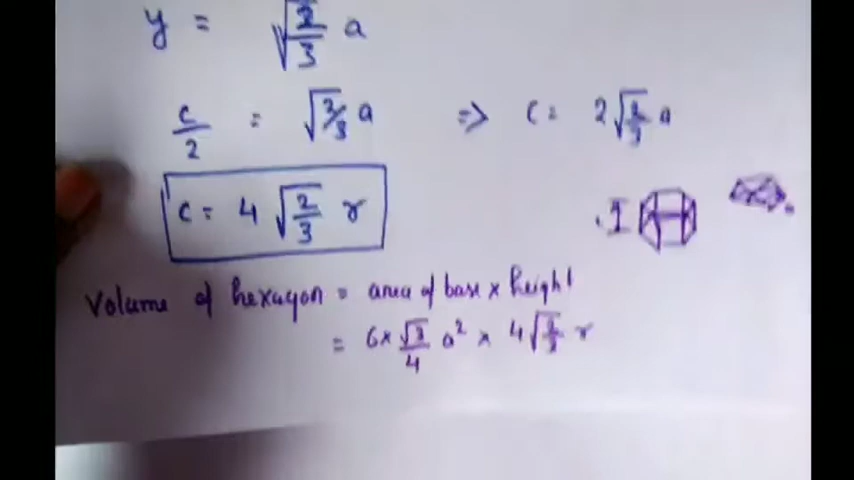 y = √2/3 a
c/2 = √2/3 a => c = 2√2/3 a
c = 4 √2/3 r
Volume of hexagon = area of base x height
= 6 x √3/4 a² x 4√2/3 r